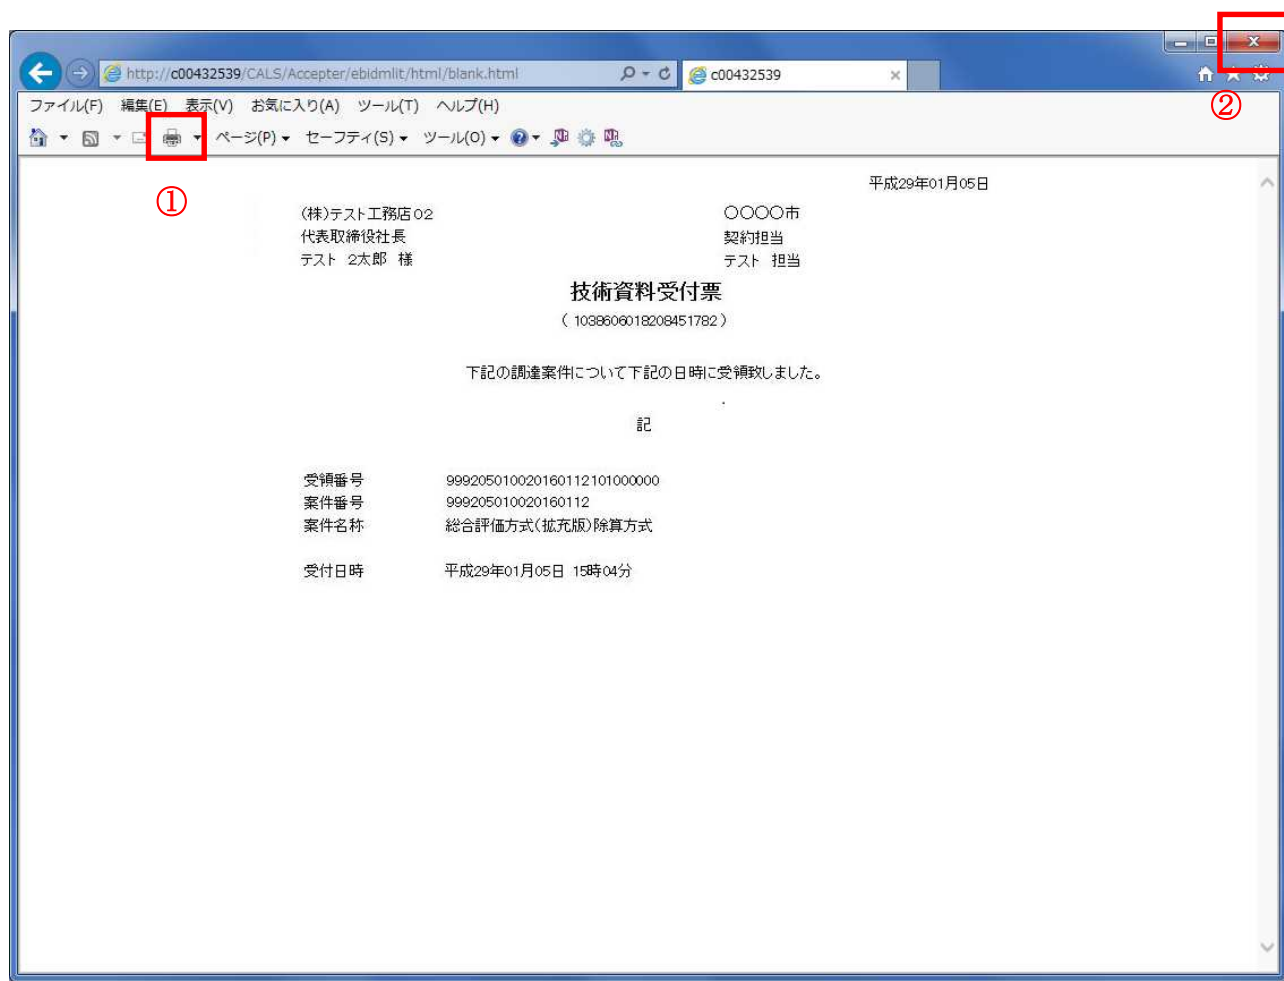 http://c00432539/CALS/Accepter/ebidmlit/html/blank.html
c00432539
ファイル(F) 編集(E) 表示(V) お気に入り(A) ツール(T) ヘルプ(H)
②
ページ(P) セーフティ(S) ツール(O)
①
平成29年01月05日
(株)テスト工務店02 ○○○○市
代表取締役社長 契約担当
テスト 2太郎 様 テスト 担当
技術資料受付票
( 1038606018208451782 )
下記の調達案件について下記の日時に受領致しました。
記
受領番号 999205010020160112101000000
案件番号 999205010020160112
案件名称 総合評価方式(拡充版)除算方式
受付日時 平成29年01月05日 15時04分